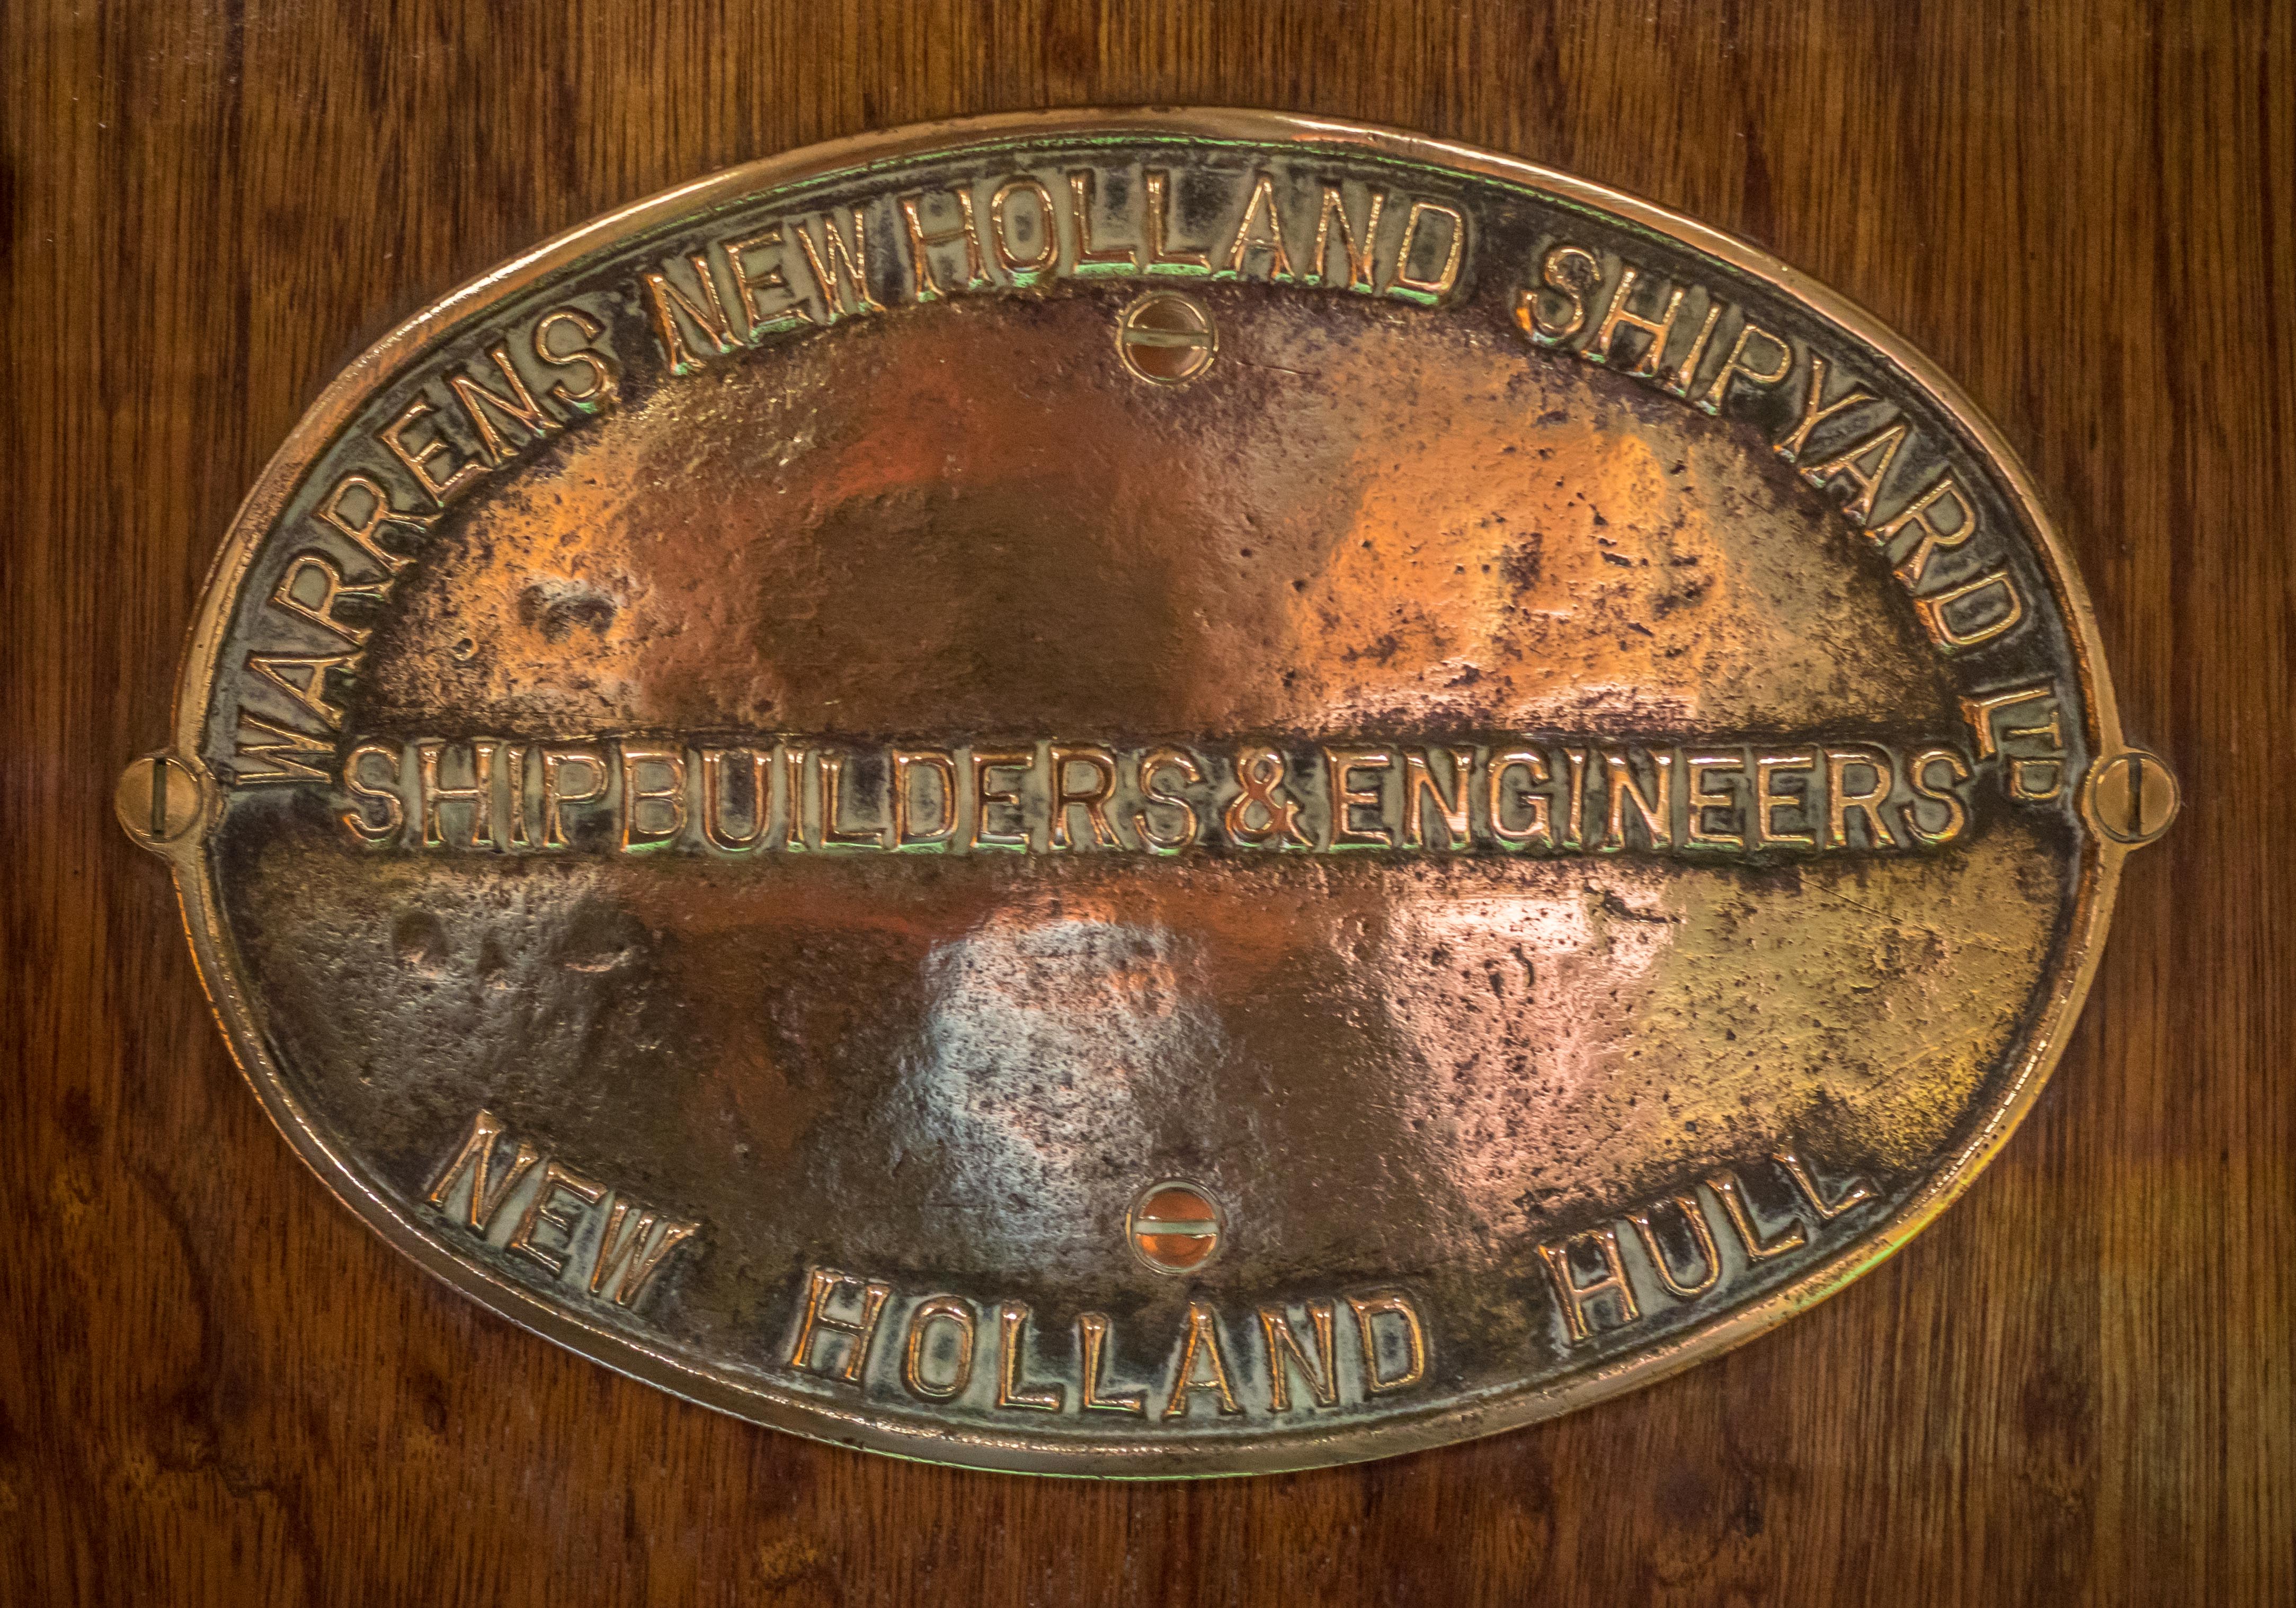 WARRENS NEW HOLLAND SHIPYARD LTD
SHIPBUILDERS & ENGINEERS
NEW HOLLAND HULL